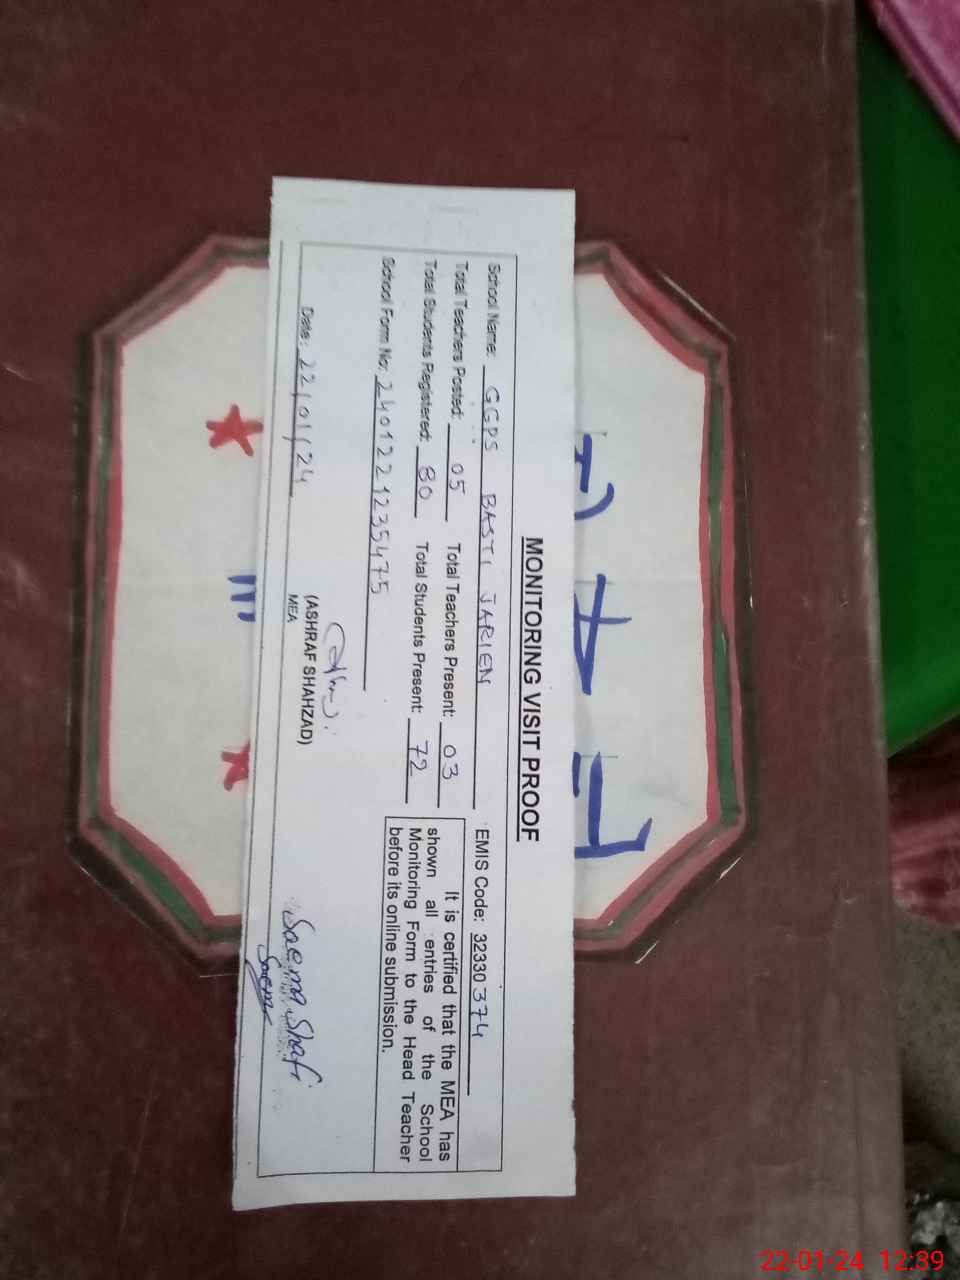 MONITORING VISIT PROOF
School Name: GGPS BASTI JARIEN EMIS Code: 32330374
Total Teachers Posted: 05 Total Teachers Present: 03
Total Students Registered: 80 Total Students Present: 72
School Form No: 2401221235475
It is certified that the MEA has
shown all entries of the School
Monitoring Form to the Head Teacher
before its online submission.
(ASHRAF SHAHZAD)
MEA
Date: 22/01/24
Saema Shafi
22-01-24 12:39